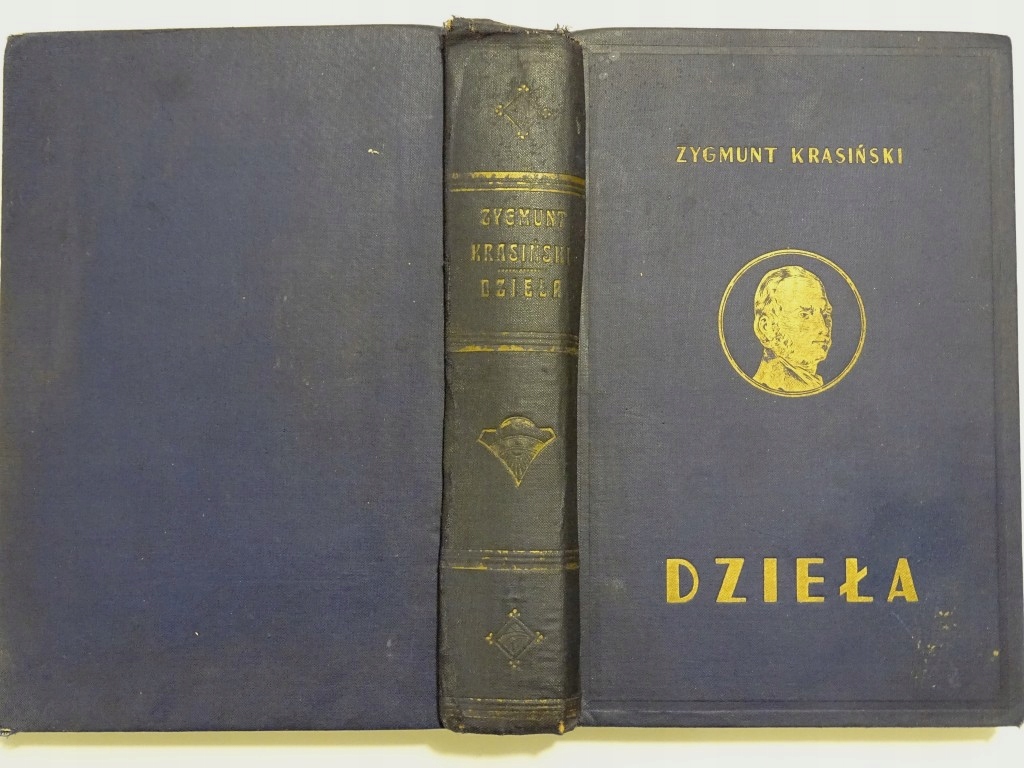 ZYGMUNT
KRASIŃSKI
DZIEŁA
ZYGMUNT KRASIŃSKI
DZIEŁA